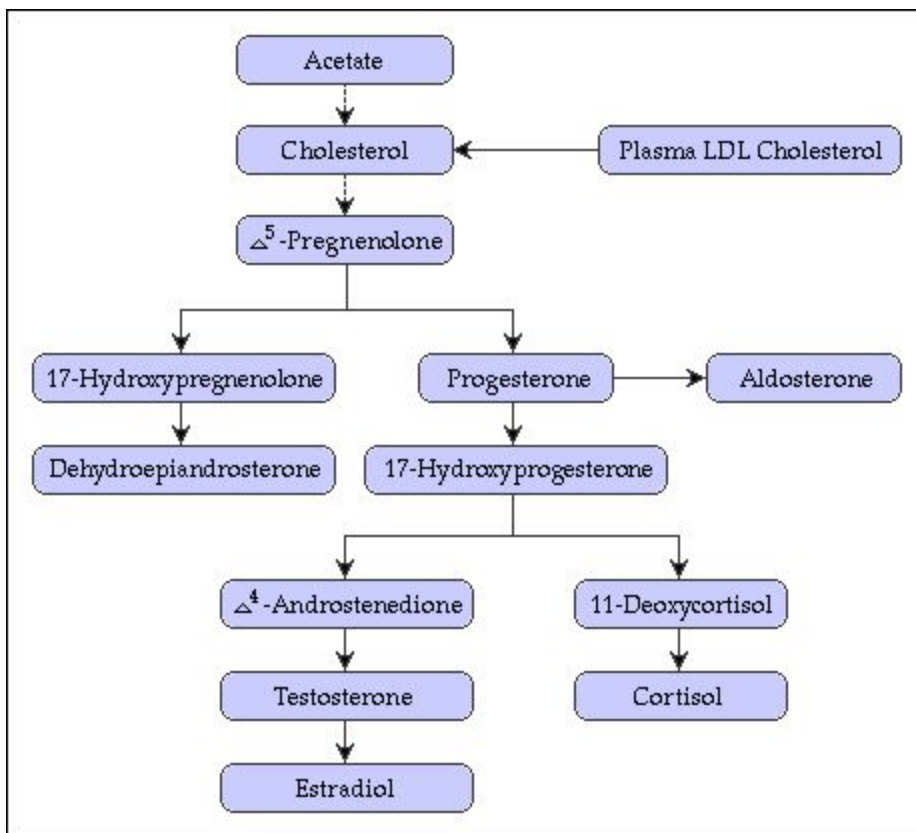 Acetate
Cholesterol
Plasma LDL Cholesterol
△⁵-Pregnenolone
17-Hydroxypregnenolone
Progesterone
Aldosterone
Dehydroepiandrosterone
17-Hydroxyprogesterone
△⁴-Androstenedione
11-Deoxycortisol
Testosterone
Cortisol
Estradiol